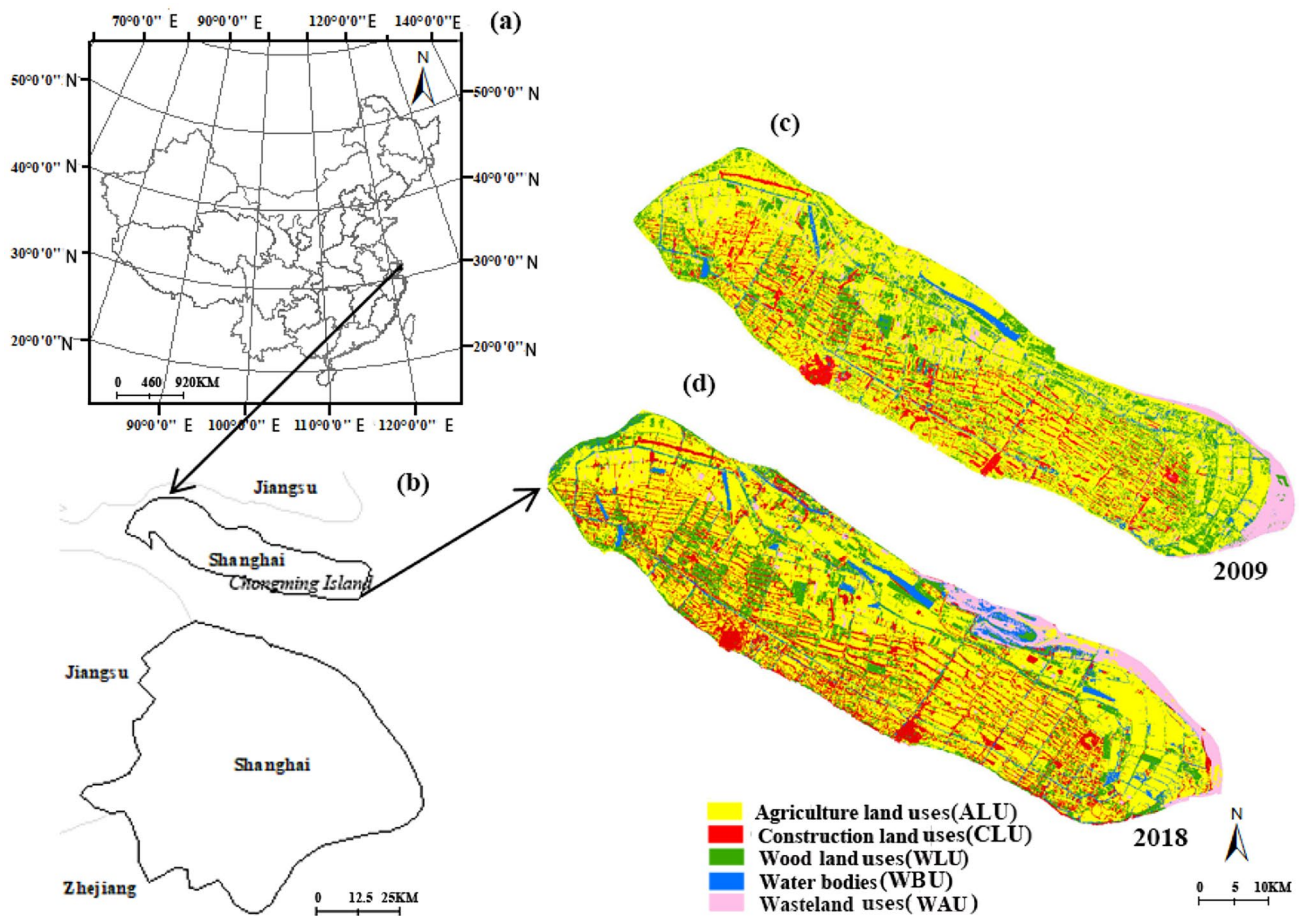 (a)
70°0'0" E 90°0'0" E 120°0'0" E 140°0'0" E
N
50°0'0" N
40°0'0" N
30°0'0" N
20°0'0" N
50°0'0" N
40°0'0" N
30°0'0" N
20°0'0" N
0 460 920KM
90°0'0" E 100°0'0" E 110°0'0" E 120°0'0" E
(b)
Jiangsu
Shanghai
Chongming Island
Jiangsu
Shanghai
Zhejiang
0 12.5 25KM
(c)
2009
(d)
2018
Agriculture land uses(ALU)
Construction land uses(CLU)
Wood land uses(WLU)
Water bodies (WBU)
Wasteland uses(WAU)
N
0 5 10KM